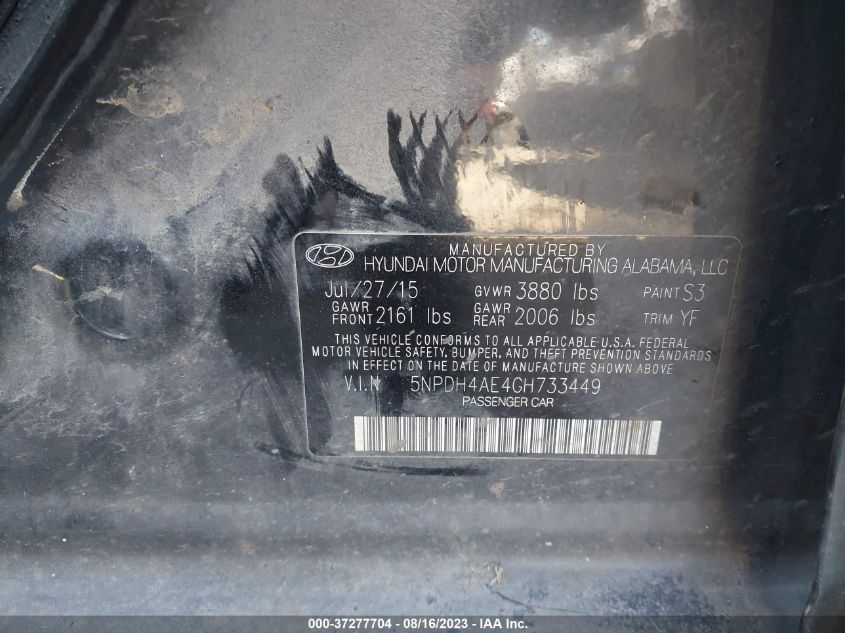 MANUFACTURED BY
HYUNDAI MOTOR MANUFACTURING ALABAMA, LLC
Jul/27/15 GVWR 3880 lbs PAINT S3
GAWR FRONT 2161 lbs GAWR REAR 2006 lbs TRIM YF
THIS VEHICLE CONFORMS TO ALL APPLICABLE U.S.A. FEDERAL
MOTOR VEHICLE SAFETY, BUMPER, AND THEFT PREVENTION STANDARDS
IN EFFECT ON THE DATE OF MANUFACTURE SHOWN ABOVE
V.I.N 5NPDH4AE4GH733449
PASSENGER CAR
000-37277704 - 08/16/2023 - IAA Inc.